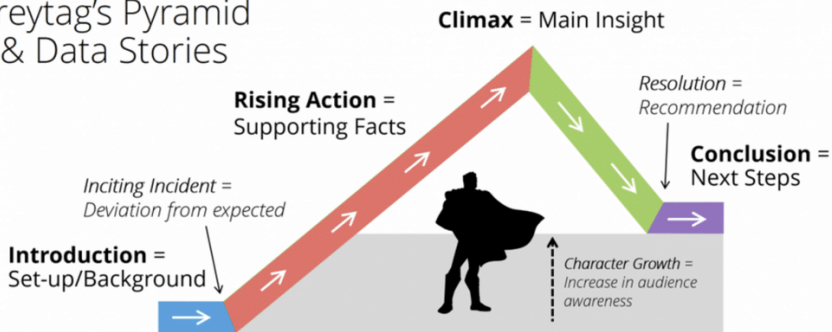 reytag's Pyramid
& Data Stories
Climax = Main Insight
Rising Action =
Supporting Facts
Resolution =
Recommendation
Conclusion =
Next Steps
Inciting Incident =
Deviation from expected
Introduction =
Set-up/Background
Character Growth =
Increase in audience
awareness